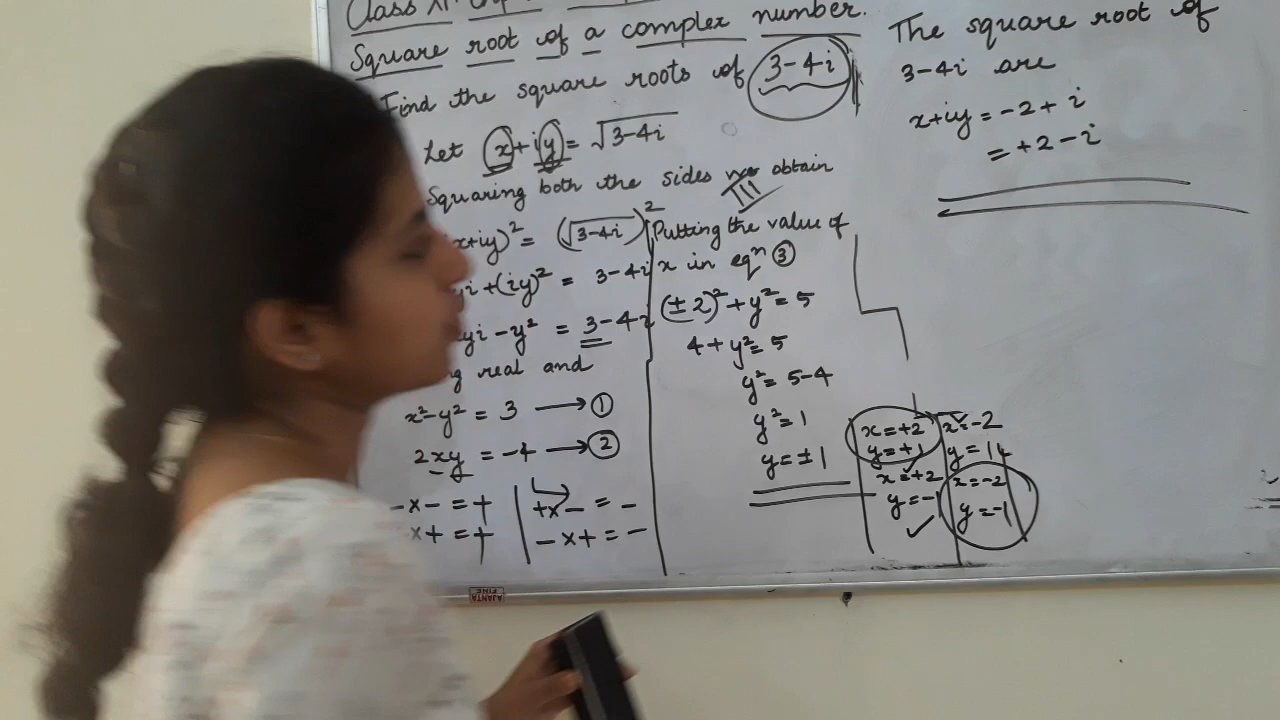 Class XI
Square root of a complex number.
Find the square roots of 3-4i
Let x+iy = √3-4i
Squaring both the sides we obtain
x+iy)² = (√3-4i)²
yi+(iy)² = 3-4i
yi-y² = 3-4i
ng real and
x²-y² = 3 → ①
2xy = -4 → ②
-x- = + | +x- = -
x+ = + | -x+ = -
Putting the value of
x in eqⁿ ③
(±2)²+y²=5
4+y²=5
y²=5-4
y²=1
y=±1
x=+2 | x=-2
y=+1 | y=1
x=+2 | x=-2
y=-1 | y=-1
The square root of
3-4i are
x+iy=-2+i
=+2-i
AJANTA